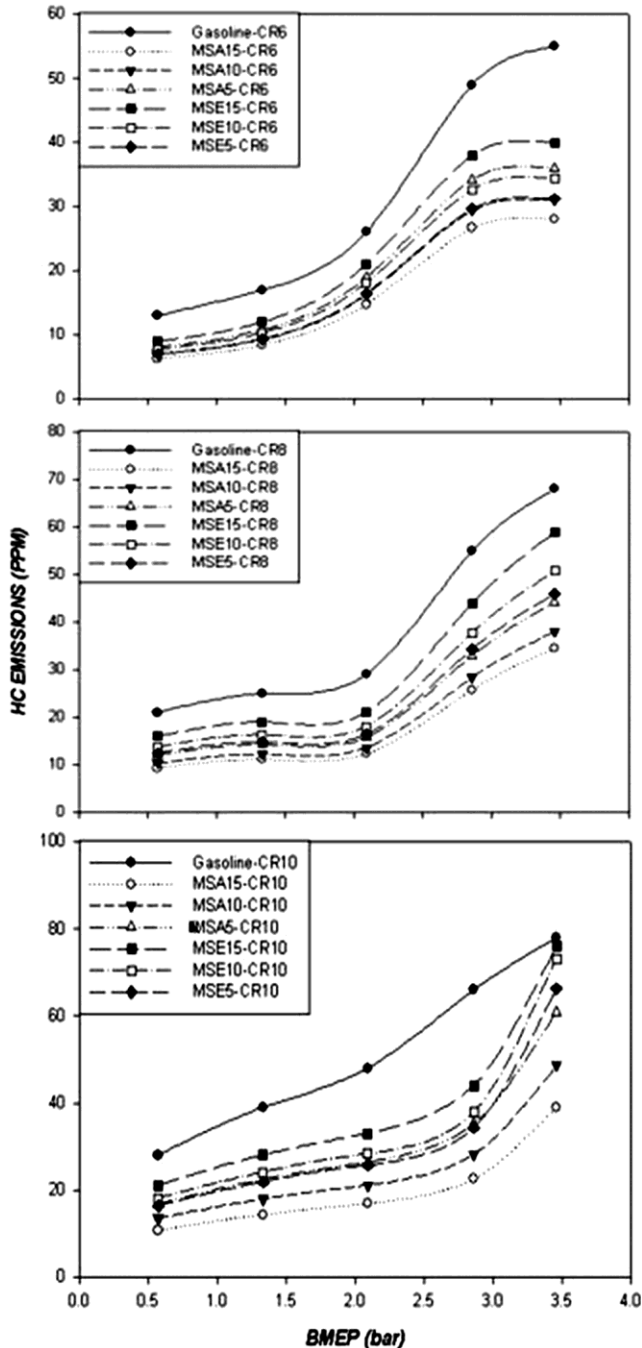 60
50
40
30
20
10
0
Gasoline-CR6
MSA15-CR6
MSA10-CR6
MSA5-CR6
MSE15-CR6
MSE10-CR6
MSE5-CR6
HC EMISSIONS (PPM)
80
70
60
50
40
30
20
10
0
Gasoline-CR8
MSA15-CR8
MSA10-CR8
MSA5-CR8
MSE15-CR8
MSE10-CR8
MSE5-CR8
100
80
60
40
20
0
Gasoline-CR10
MSA15-CR10
MSA10-CR10
MSA5-CR10
MSE15-CR10
MSE10-CR10
MSE5-CR10
0.0 0.5 1.0 1.5 2.0 2.5 3.0 3.5 4.0
BMEP (bar)